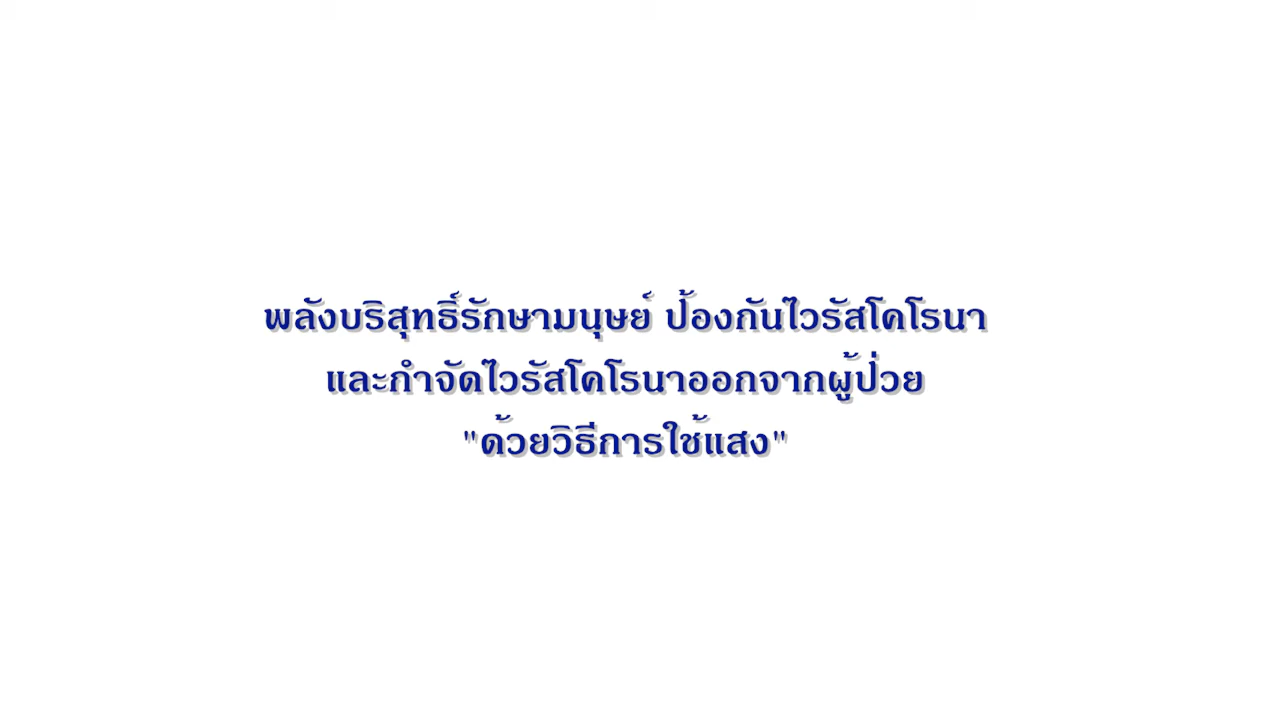 พลังบริสุทธิ์รักษามนุษย์ ป้องกันไวรัสโคโรนา
และกำจัดไวรัสโคโรนาออกจากผู้ป่วย
"ด้วยวิธีการใช้แสง"